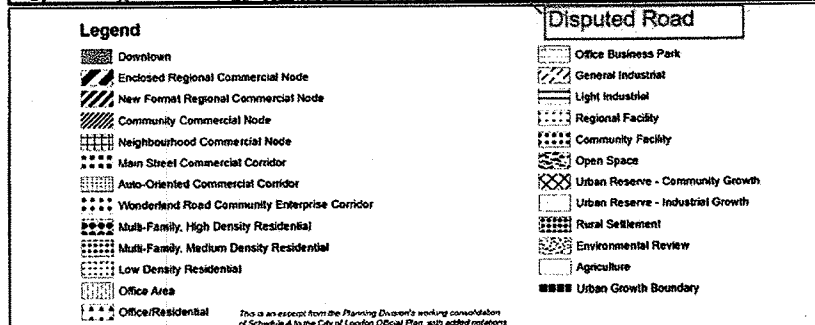 Legend
Downtown
Enclosed Regional Commercial Node
New Format Regional Commercial Node
Community Commercial Node
Neighbourhood Commercial Node
Main Street Commercial Corridor
Auto-Oriented Commercial Corridor
Wonderland Road Community Enterprise Corridor
Multi-Family, High Density Residential
Multi-Family, Medium Density Residential
Low Density Residential
Office Area
Office/Residential
This is an excerpt from the Planning Division's working consolidation
of Schedule A to the City of London Official Plan, with added notations
Disputed Road
Office Business Park
General Industrial
Light Industrial
Regional Facility
Community Facility
Open Space
Urban Reserve - Community Growth
Urban Reserve - Industrial Growth
Rural Settlement
Environmental Review
Agriculture
Urban Growth Boundary